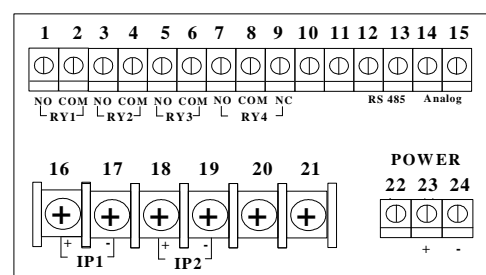 1 2 3 4 5 6 7 8 9 10 11 12 13 14 15
NO COM NO COM NO COM NO COM NC RS 485 Analog
RY1 RY2 RY3 RY4
16 17 18 19 20 21
POWER
22 23 24
+ - + -
IP1 IP2
+ -